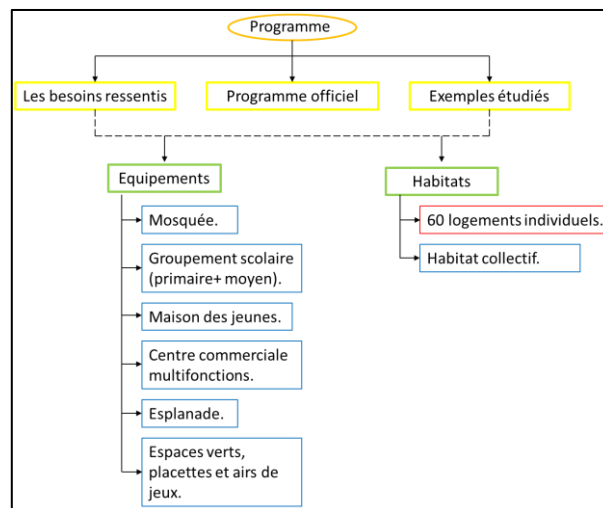 Programme
Les besoins ressentis
Programme officiel
Exemples étudiés
Equipements
Habitats
Mosquée.
Groupement scolaire
(primaire+ moyen).
Maison des jeunes.
Centre commerciale
multifonctions.
Esplanade.
Espaces verts,
placettes et airs de
jeux.
60 logements individuels.
Habitat collectif.